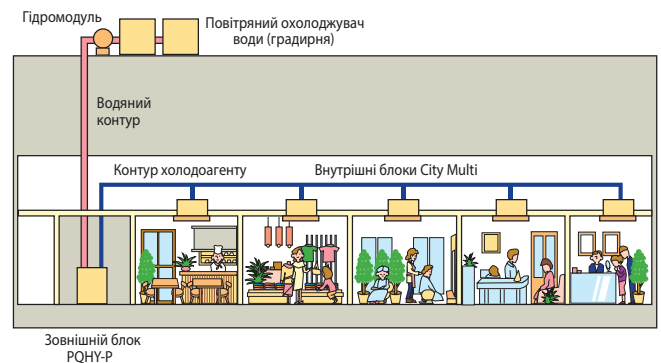 Гідромодуль
Повітряний охолоджувач
води (градирня)
Водяний
контур
Контур холодоагенту
Внутрішні блоки City Multi
Зовнішній блок
PQHY-P